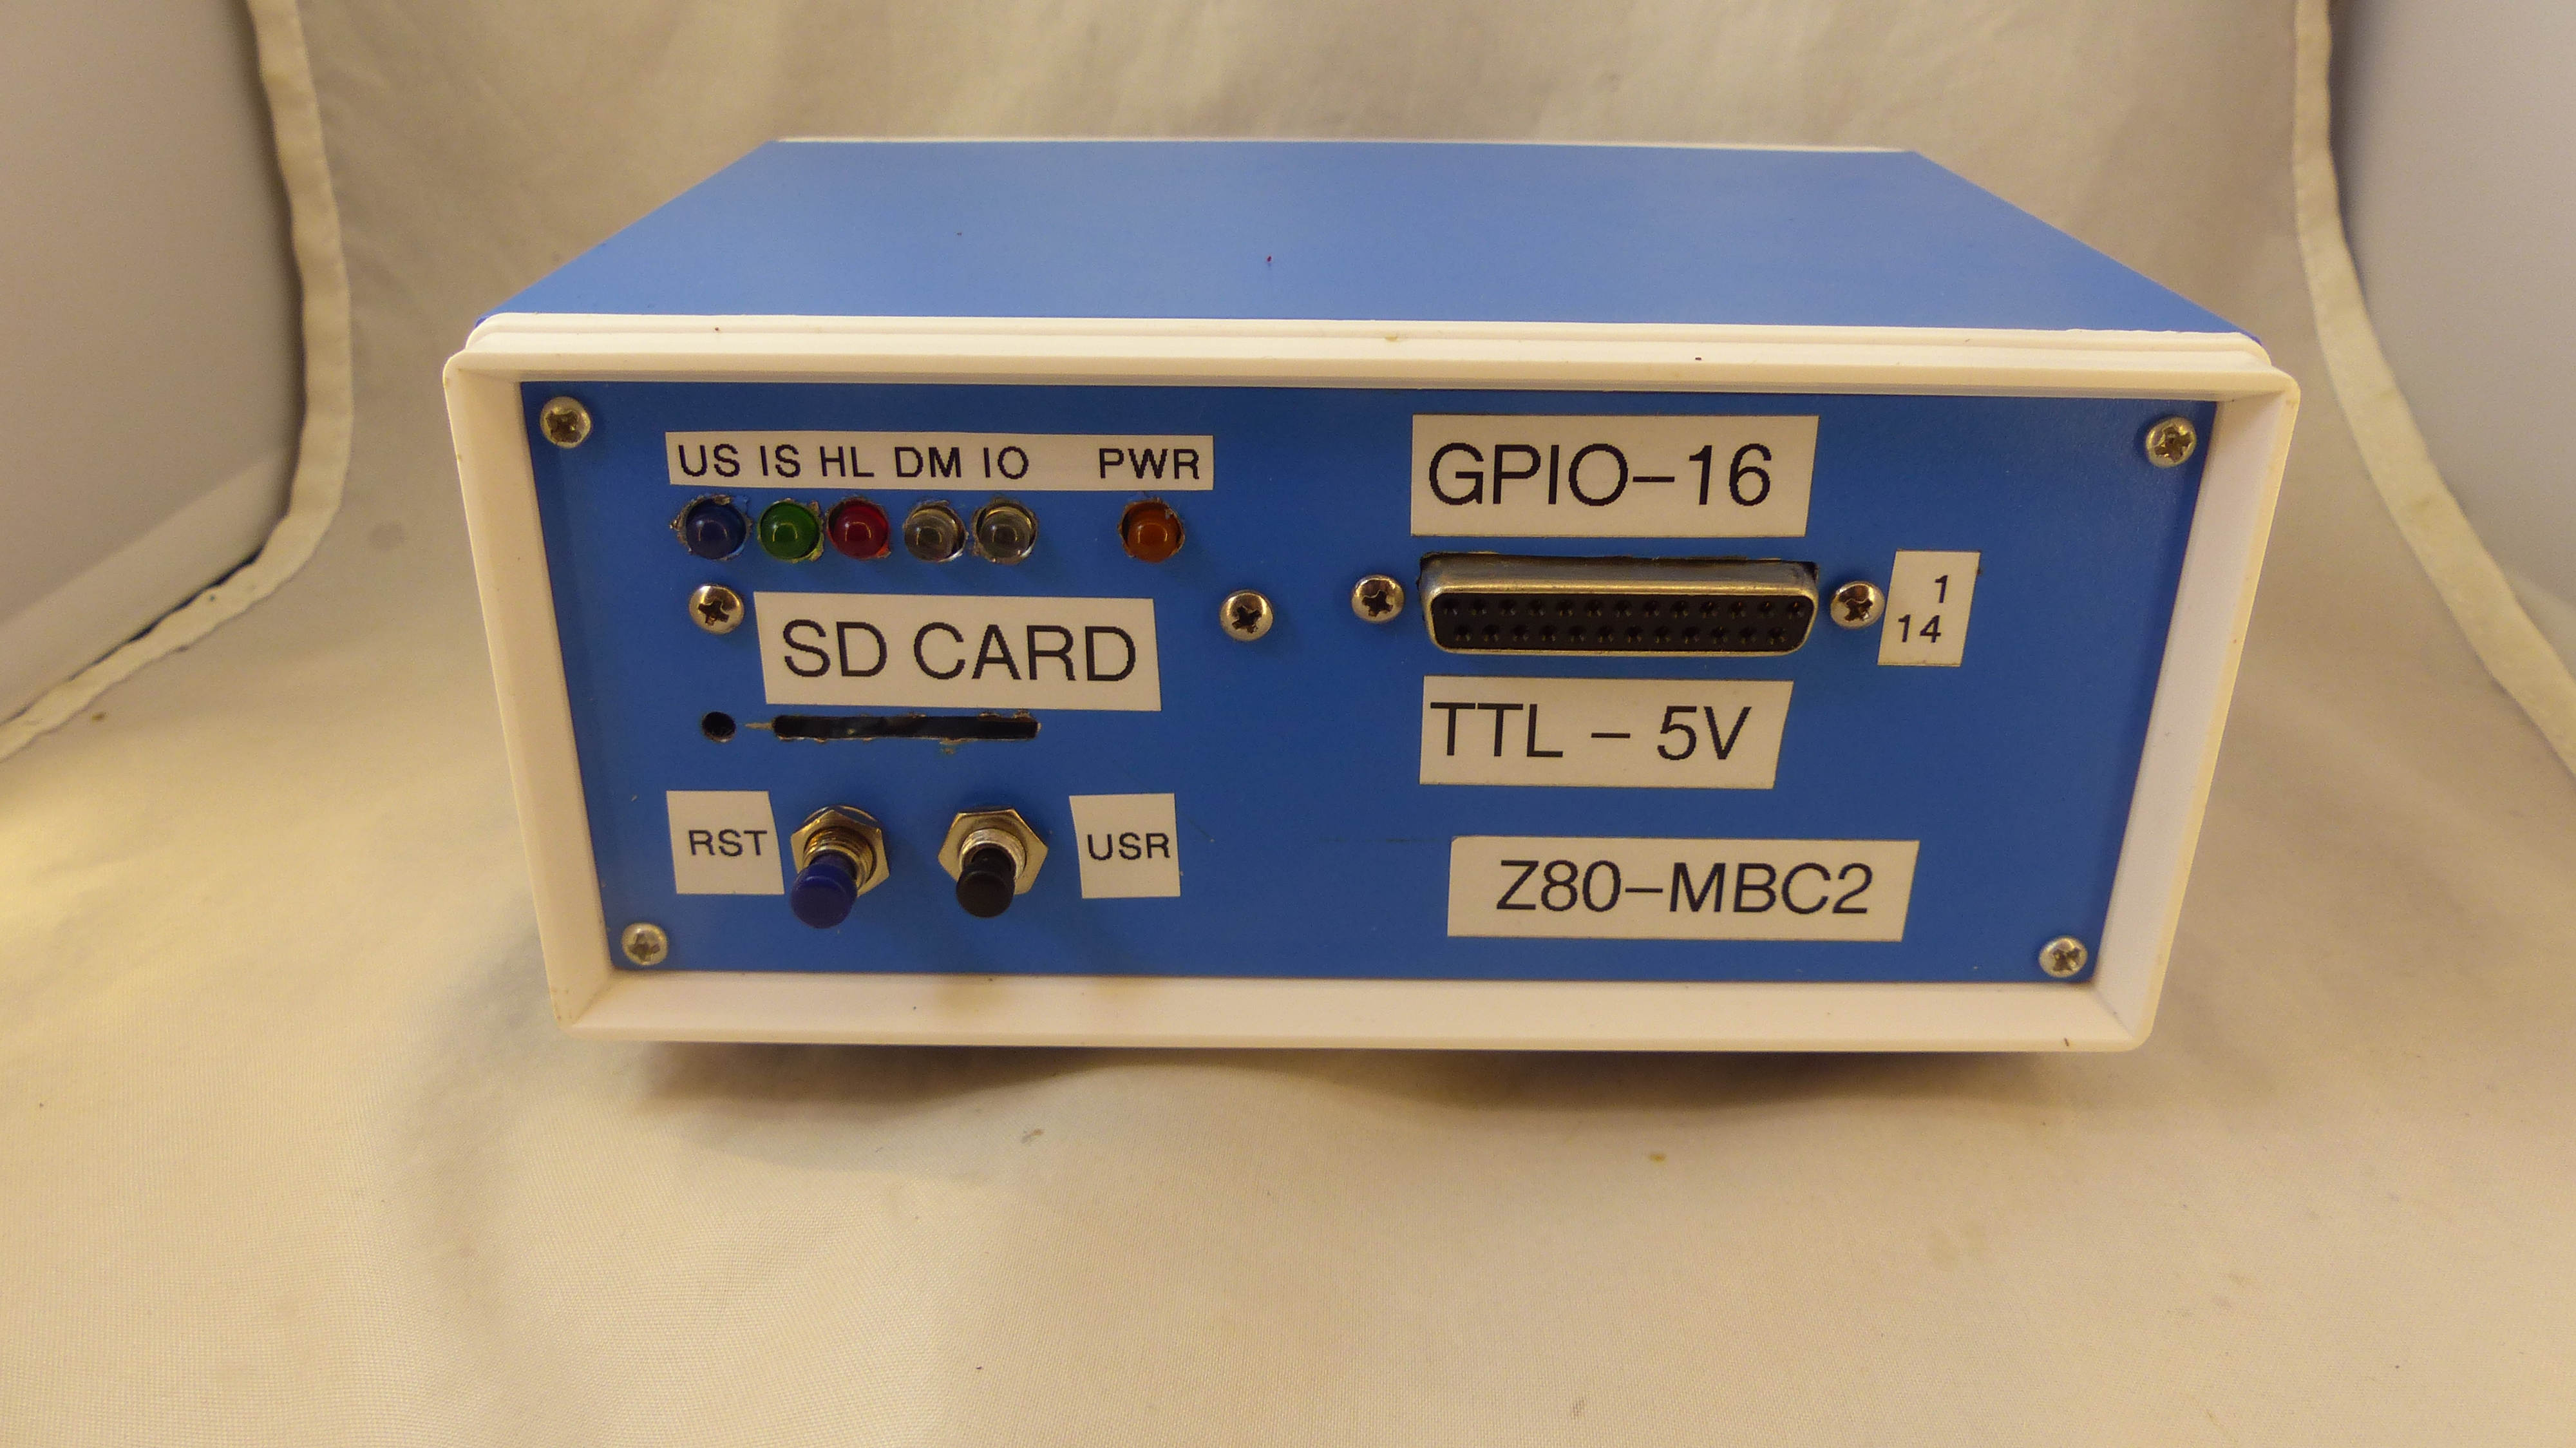 US IS HL DM IO PWR
GPIO-16
SD CARD
1
14
TTL - 5V
RST
USR
Z80-MBC2